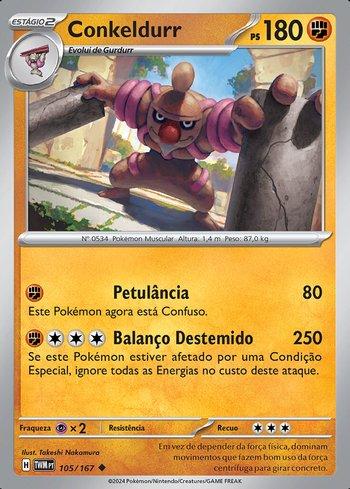 ESTÁGIO 2 Conkeldurr PS 180
Evolui de Gurdurr
Nº 0534 Pokémon Muscular Altura: 1,4 m Peso: 87,0 kg
Petulância 80
Este Pokémon agora está Confuso.
Balanço Destemido 250
Se este Pokémon estiver afetado por uma Condição
Especial, ignore todas as Energias no custo deste ataque.
Fraqueza × 2 Resistência Recuo
Ilust. Takeshi Nakamura
H TWM PT 105/167
Em vez de depender da força física, dominam
movimentos que fazem bom uso da força
centrífuga para girar concreto.
©2024 Pokémon/Nintendo/Creatures/GAME FREAK